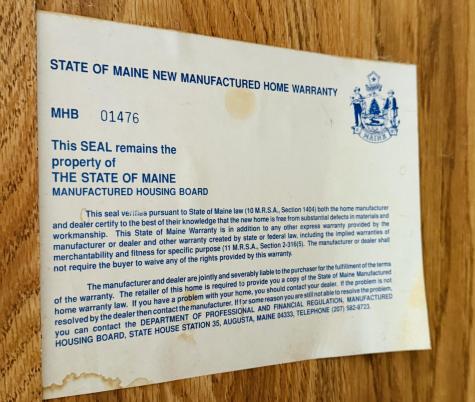 STATE OF MAINE NEW MANUFACTURED HOME WARRANTY
MAINE
MHB 01476
This SEAL remains the
property of
THE STATE OF MAINE
MANUFACTURED HOUSING BOARD
This seal verifies pursuant to State of Maine law (10 M.R.S.A., Section 1404) both the home manufacturer
and dealer certify to the best of their knowledge that the new home is free from substantial defects in materials and
workmanship. This State of Maine Warranty is in addition to any other express warranty provided by the
manufacturer or dealer and other warranty created by state or federal law, including the implied warranties of
merchantability and fitness for specific purpose (11 M.R.S.A., Section 2-316(5). The manufacturer or dealer shall
not require the buyer to waive any of the rights provided by this warranty.
The manufacturer and dealer are jointly and severably liable to the purchaser for the fulfillment of the terms
of the warranty. The retailer of this home is required to provide you a copy of the State of Maine Manufactured
home warranty law. If you have a problem with your home, you should contact your dealer. If the problem is not
resolved by the dealer then contact the manufacturer. If for some reason you are still not able to resolve the problem,
you can contact the DEPARTMENT OF PROFESSIONAL AND FINANCIAL REGULATION, MANUFACTURED
HOUSING BOARD, STATE HOUSE STATION 35, AUGUSTA, MAINE 04333, TELEPHONE (207) 582-8723.